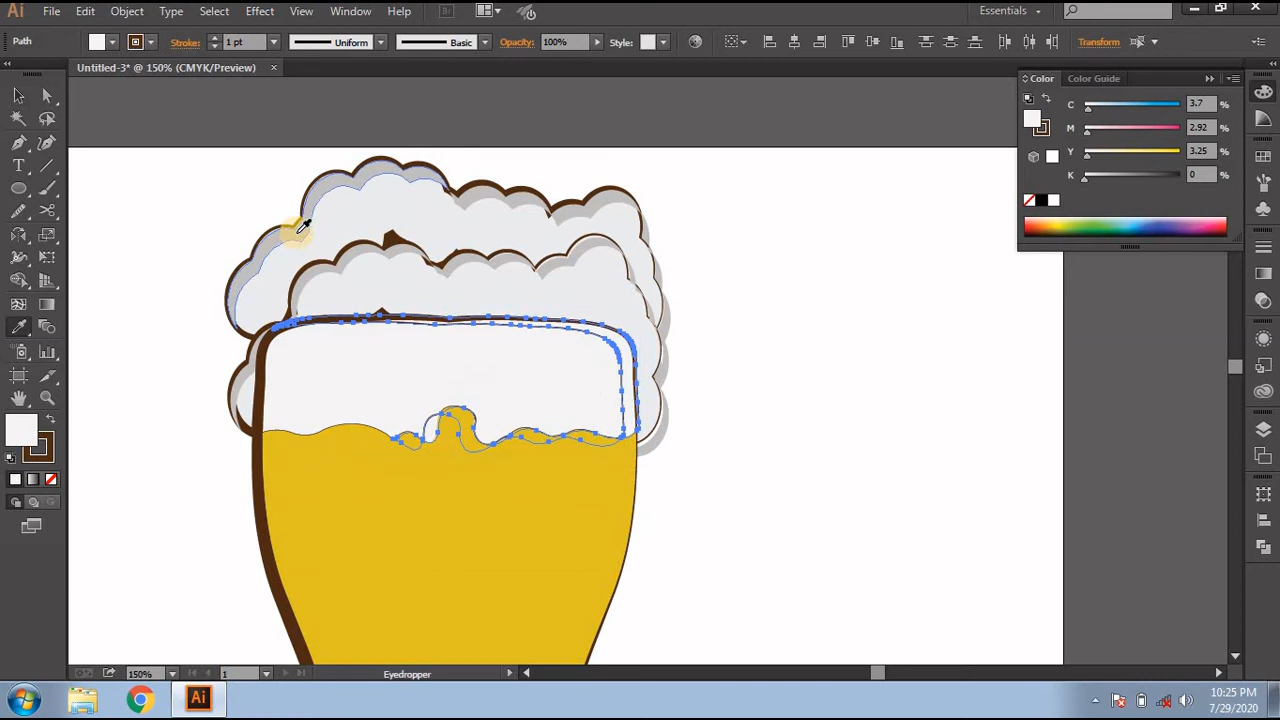 Ai File Edit Object Type Select Effect View Window Help Br Essentials
Path Stroke: 1 pt Uniform Basic Opacity: 100% Style: Transform
Untitled-3* @ 150% (CMYK/Preview) ×
Color Color Guide
C 3.7 %
M 2.92 %
Y 3.25 %
K 0 %
T
150% 1 Eyedropper
Ai
10:25 PM
7/29/2020